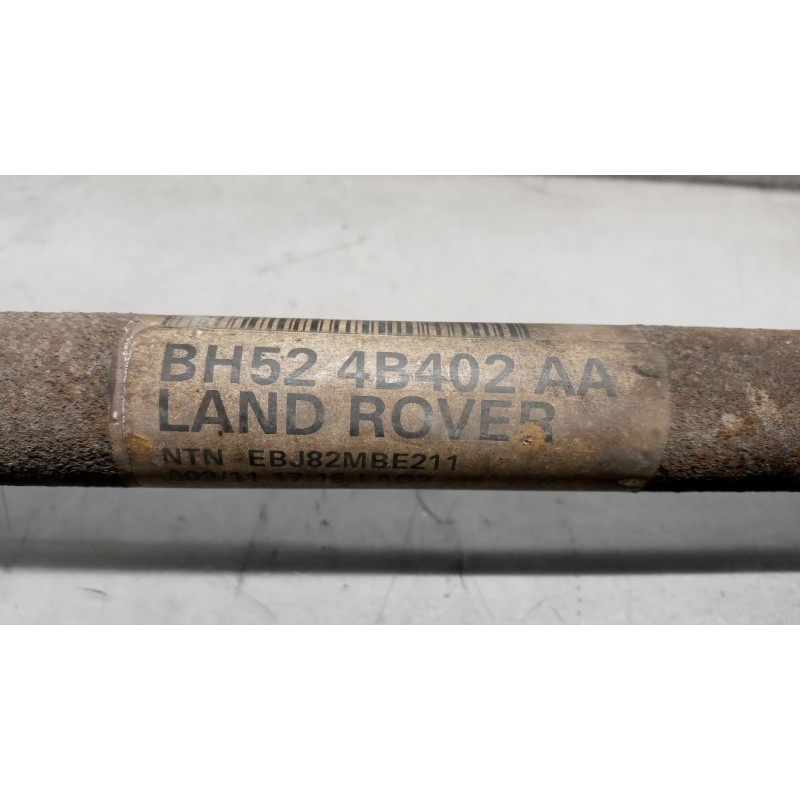 BH52 4B402 AA
LAND ROVER
NTN EBJ82MBE211